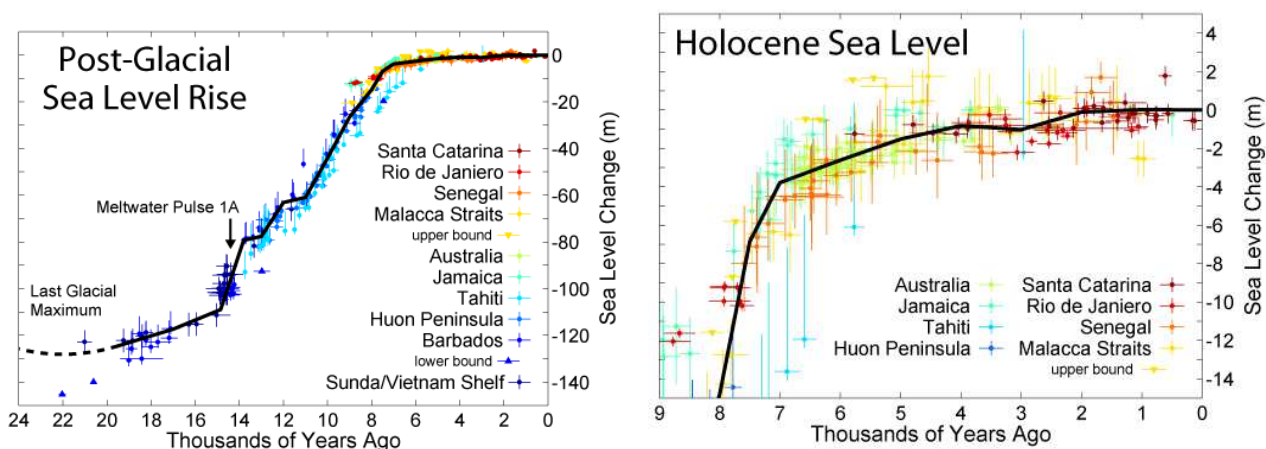 Post-Glacial
Sea Level Rise
Meltwater Pulse 1A
Last Glacial
Maximum
Santa Catarina
Rio de Janiero
Senegal
Malacca Straits
upper bound
Australia
Jamaica
Tahiti
Huon Peninsula
Barbados
lower bound
Sunda/Vietnam Shelf
0
-20
-40
-60
-80
-100
-120
-140
Sea Level Change (m)
24 22 20 18 16 14 12 10 8 6 4 2 0
Thousands of Years Ago
Holocene Sea Level
4
2
0
-2
-4
-6
-8
-10
-12
-14
Sea Level Change (m)
Australia
Jamaica
Tahiti
Huon Peninsula
Santa Catarina
Rio de Janiero
Senegal
Malacca Straits
upper bound
9 8 7 6 5 4 3 2 1 0
Thousands of Years Ago